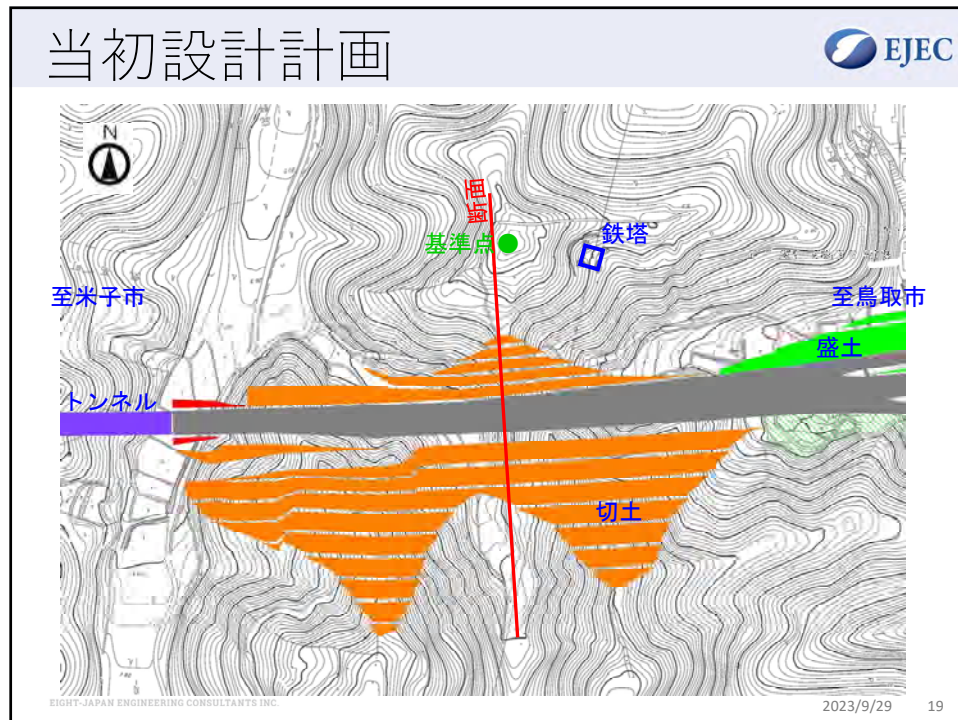 当初設計計画
EJEC
N
断面
基準点
鉄塔
至米子市
至鳥取市
盛土
トンネル
切土
EIGHT-JAPAN ENGINEERING CONSULTANTS INC.
2023/9/29
19